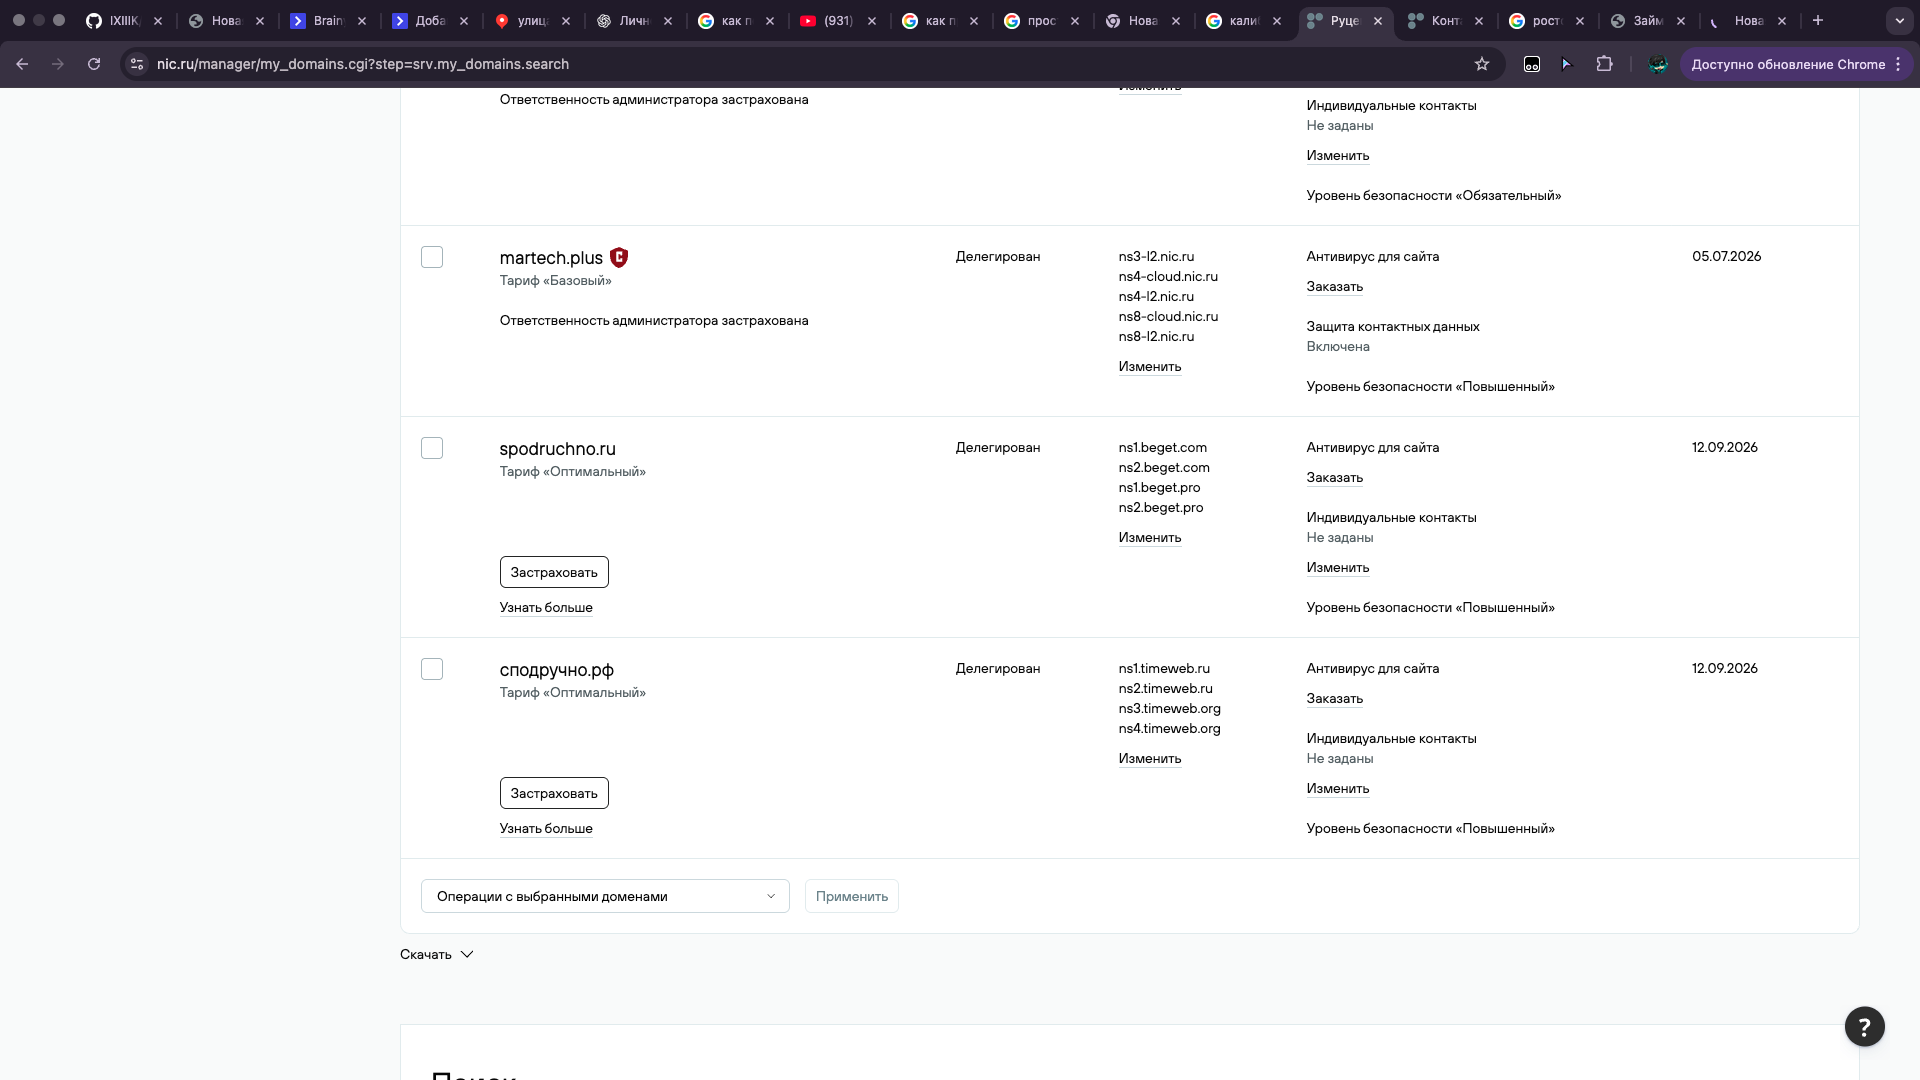 IXIIIK
Нова
Brain
Доба
улица
Личн
как п
(931)
как п
прос
Нова
кали
Руце
Конт
рост
Займ
Нова
nic.ru/manager/my_domains.cgi?step=srv.my_domains.search
Доступно обновление Chrome
Ответственность администратора застрахована
Изменить
Индивидуальные контакты
Не заданы
Изменить
Уровень безопасности «Обязательный»
martech.plus
Тариф «Базовый»
Ответственность администратора застрахована
Делегирован
ns3-l2.nic.ru
ns4-cloud.nic.ru
ns4-l2.nic.ru
ns8-cloud.nic.ru
ns8-l2.nic.ru
Изменить
Антивирус для сайта
Заказать
Защита контактных данных
Включена
Уровень безопасности «Повышенный»
05.07.2026
spodruchno.ru
Тариф «Оптимальный»
Застраховать
Узнать больше
Делегирован
ns1.beget.com
ns2.beget.com
ns1.beget.pro
ns2.beget.pro
Изменить
Антивирус для сайта
Заказать
Индивидуальные контакты
Не заданы
Изменить
Уровень безопасности «Повышенный»
12.09.2026
сподручно.рф
Тариф «Оптимальный»
Застраховать
Узнать больше
Делегирован
ns1.timeweb.ru
ns2.timeweb.ru
ns3.timeweb.org
ns4.timeweb.org
Изменить
Антивирус для сайта
Заказать
Индивидуальные контакты
Не заданы
Изменить
Уровень безопасности «Повышенный»
12.09.2026
Операции с выбранными доменами
Применить
Скачать
?
Поиск